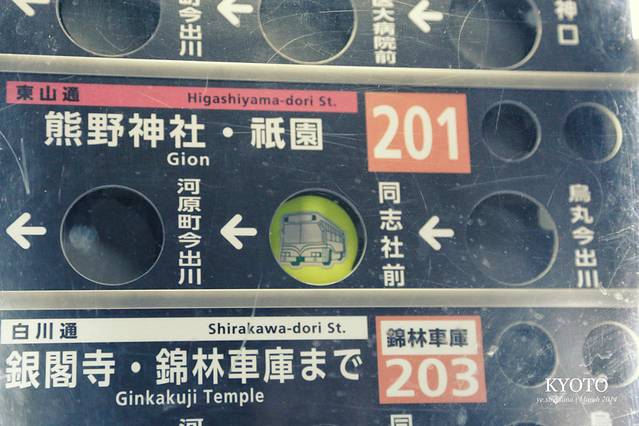 町今出川
医大病院前
神口
東山通 Higashiyama-dori St.
熊野神社・祇園 201
Gion
← 河原町今出川 ← 同志社前 ← 烏丸今出川
白川通 Shirakawa-dori St. 錦林車庫
銀閣寺・錦林車庫まで 203
Ginkakuji Temple
KYOTO